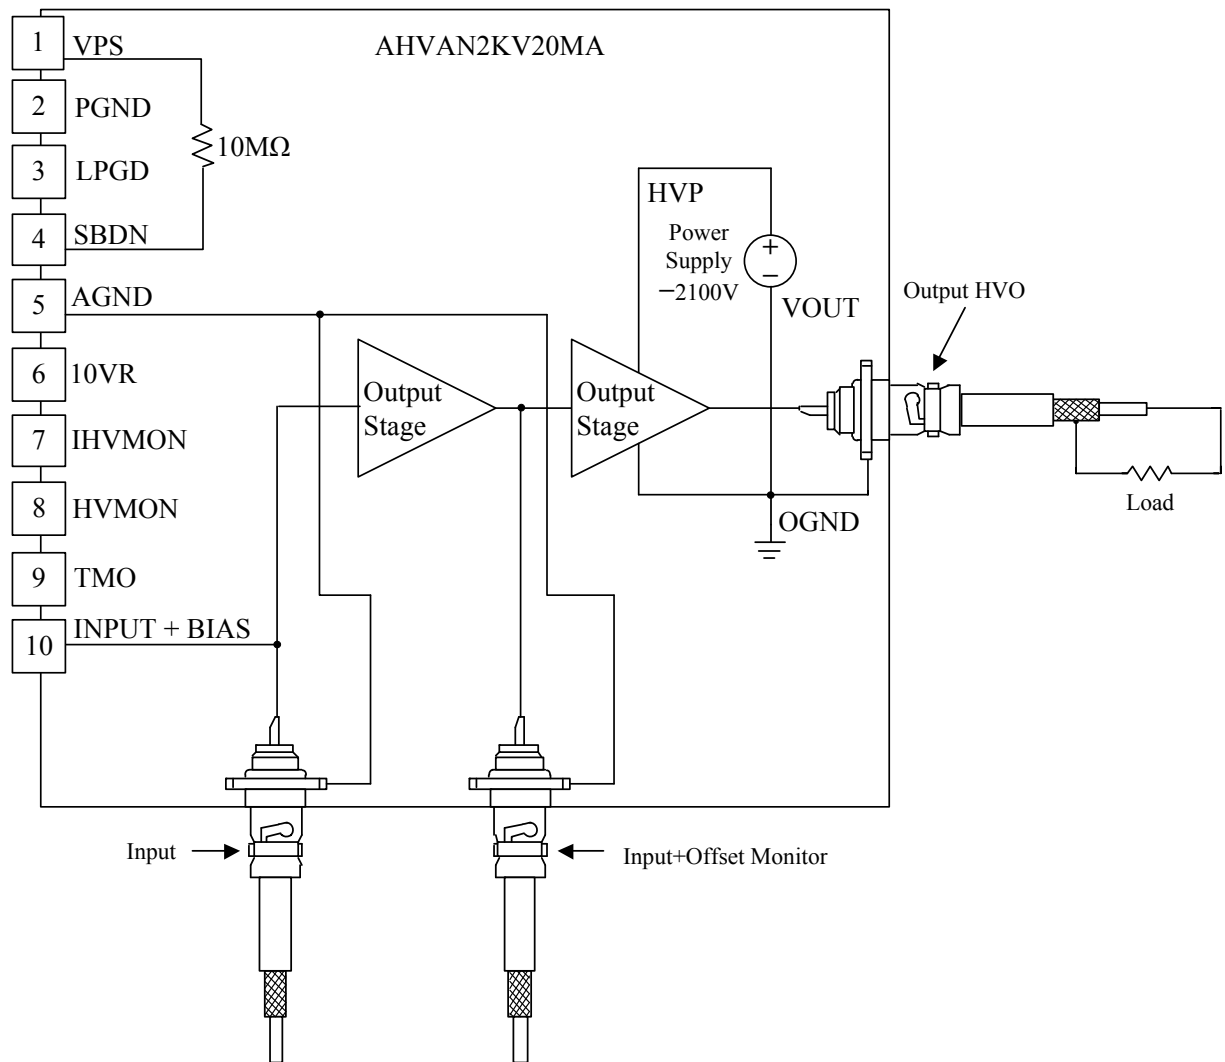 AHVAN2KV20MA
1 VPS
2 PGND
10MΩ
3 LPGD
4 SBDN
5 AGND
6 10VR
7 IHVMON
8 HVMON
9 TMO
10 INPUT + BIAS
HVP
Power
Supply
−2100V
+
−
VOUT
Output HVO
Output
Stage
Output
Stage
OGND
Load
Input
Input+Offset Monitor